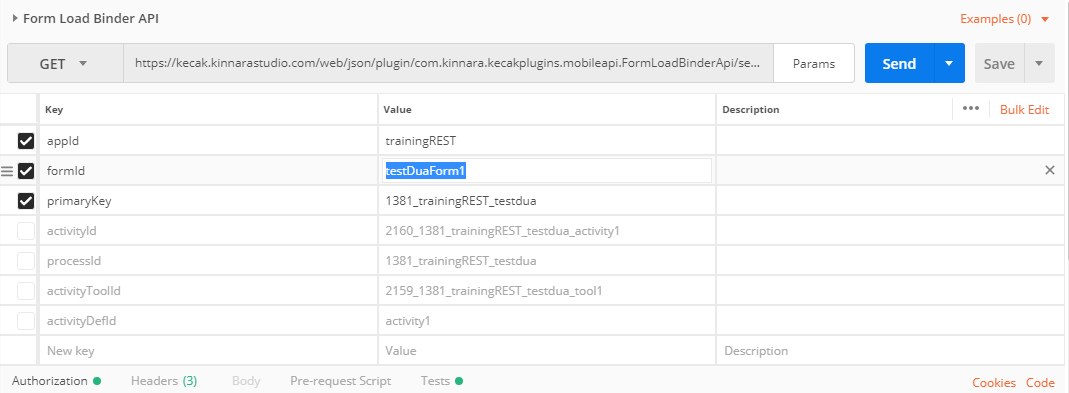 Form Load Binder API Examples (0)
GET https://kecak.kinnarastudio.com/web/json/plugin/com.kinnara.kecakplugins.mobileapi.FormLoadBinderApi/se... Params Send Save
Key Value Description ••• Bulk Edit
appId trainingREST
formId testDuaForm1
primaryKey 1381_trainingREST_testdua
activityId 2160_1381_trainingREST_testdua_activity1
processId 1381_trainingREST_testdua
activityToolId 2159_1381_trainingREST_testdua_tool1
activityDefId activity1
New key Value Description
Authorization Headers (3) Body Pre-request Script Tests Cookies Code